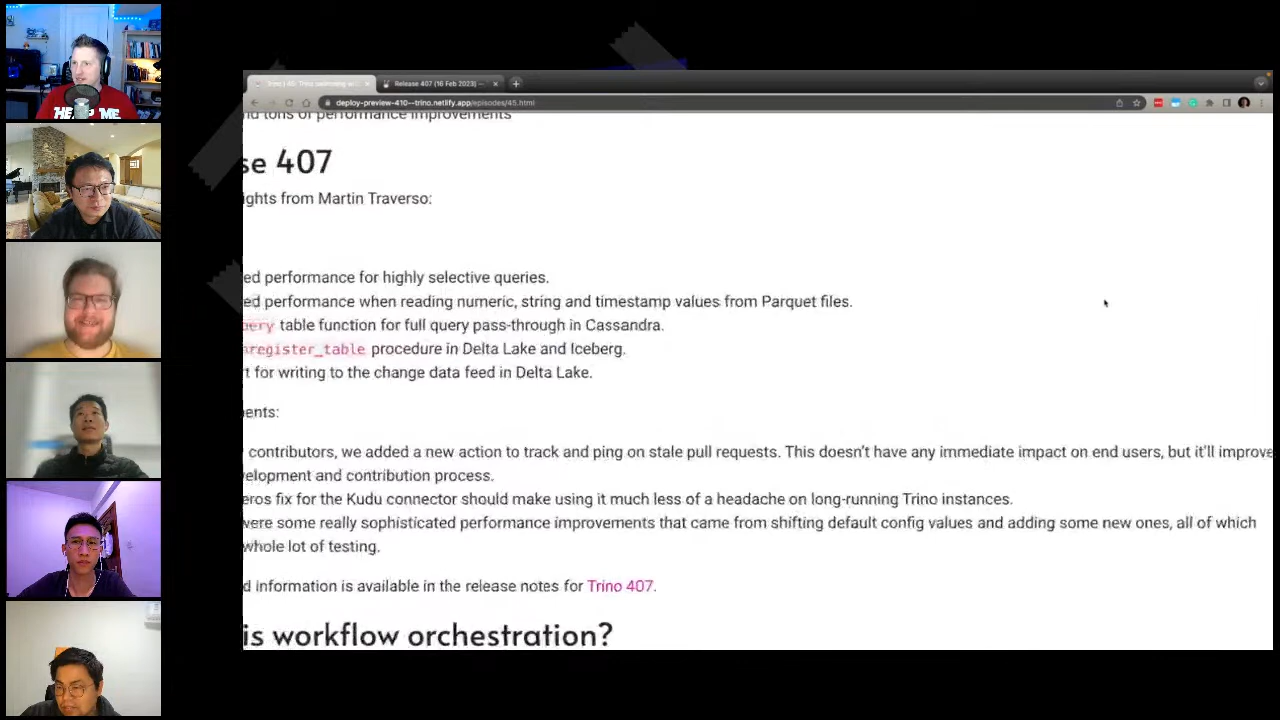 Release 407 (16 Feb 2023) —
deploy-preview-410--trino.netlify.app/episodes/45.html
nd tons of performance improvements
se 407
ights from Martin Traverso:
ed performance for highly selective queries.
ed performance when reading numeric, string and timestamp values from Parquet files.
uery table function for full query pass-through in Cassandra.
register_table procedure in Delta Lake and Iceberg.
t for writing to the change data feed in Delta Lake.
ents:
contributors, we added a new action to track and ping on stale pull requests. This doesn't have any immediate impact on end users, but it'll improve
elopment and contribution process.
eros fix for the Kudu connector should make using it much less of a headache on long-running Trino instances.
were some really sophisticated performance improvements that came from shifting default config values and adding some new ones, all of which
whole lot of testing.
d information is available in the release notes for Trino 407.
is workflow orchestration?